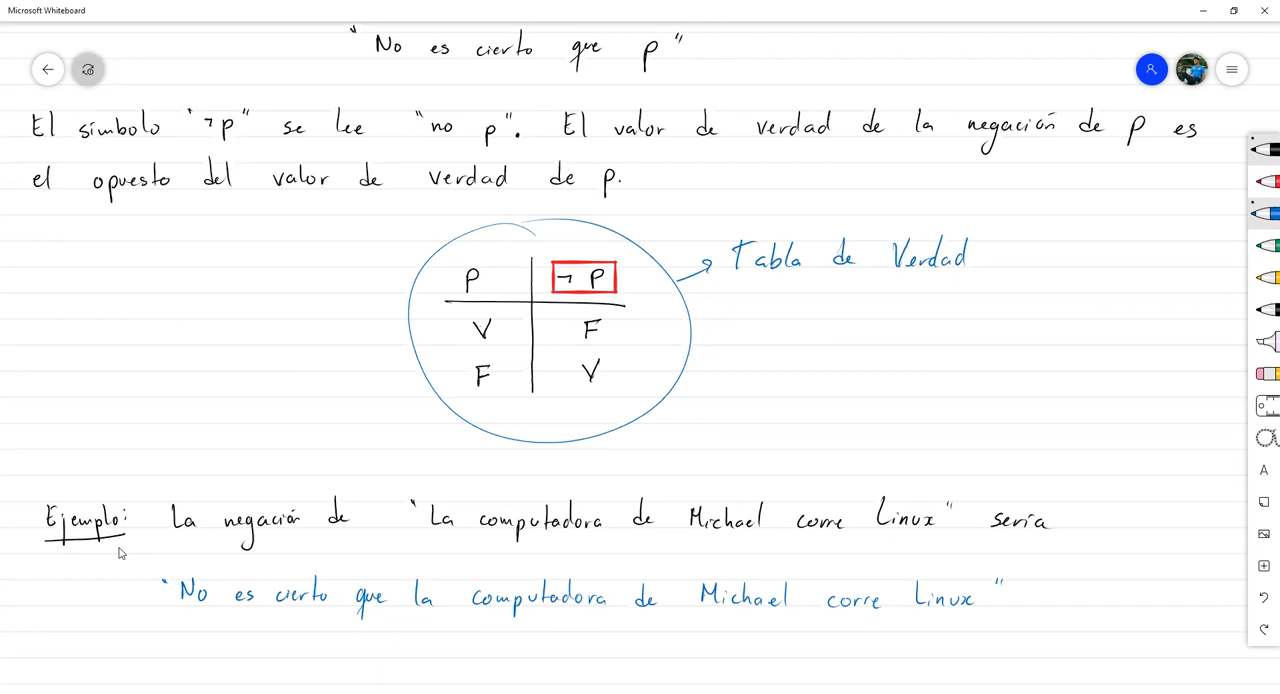 Microsoft Whiteboard
"No es cierto que p"
El símbolo "¬p" se lee "no p". El valor de verdad de la negación de p es
el opuesto del valor de verdad de p.
Tabla de Verdad
p ¬ p
V F
F V
Ejemplo: La negación de "La computadora de Michael corre Linux" sería
"No es cierto que la computadora de Michael corre Linux"
A